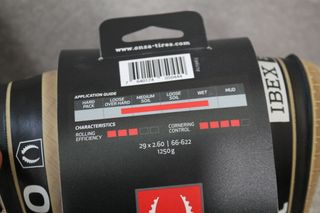 www.onza-tires.com
APPLICATION GUIDE
HARD PACK
LOOSE OVER HARD
MEDIUM SOIL
LOOSE SOIL
WET
MUD
CHARACTERISTICS
ROLLING EFFICIENCY
CORNERING CONTROL
29 x 2.60 | 66-622
1250 g
IBEX